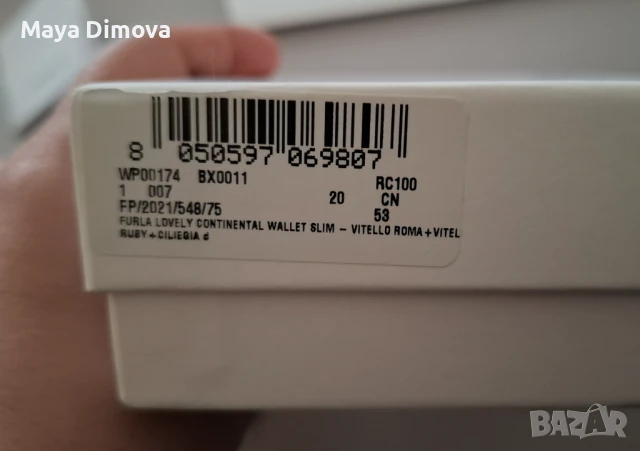 Maya Dimova
8 050597 069807
WP00174 BX0011 RC100
1 007 20 CN
FP/2021/548/75 53
FURLA LOVELY CONTINENTAL WALLET SLIM - VITELLO ROMA+VITEL
RUBY+CILIEGIA d
BAZAR